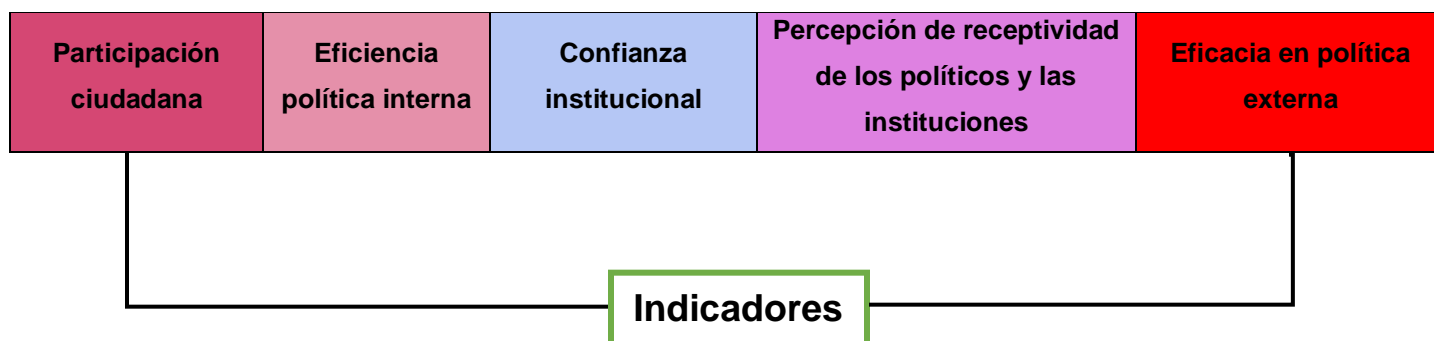 Participación
ciudadana
Eficiencia
política interna
Confianza
institucional
Percepción de receptividad
de los políticos y las
instituciones
Eficacia en política
externa
Indicadores